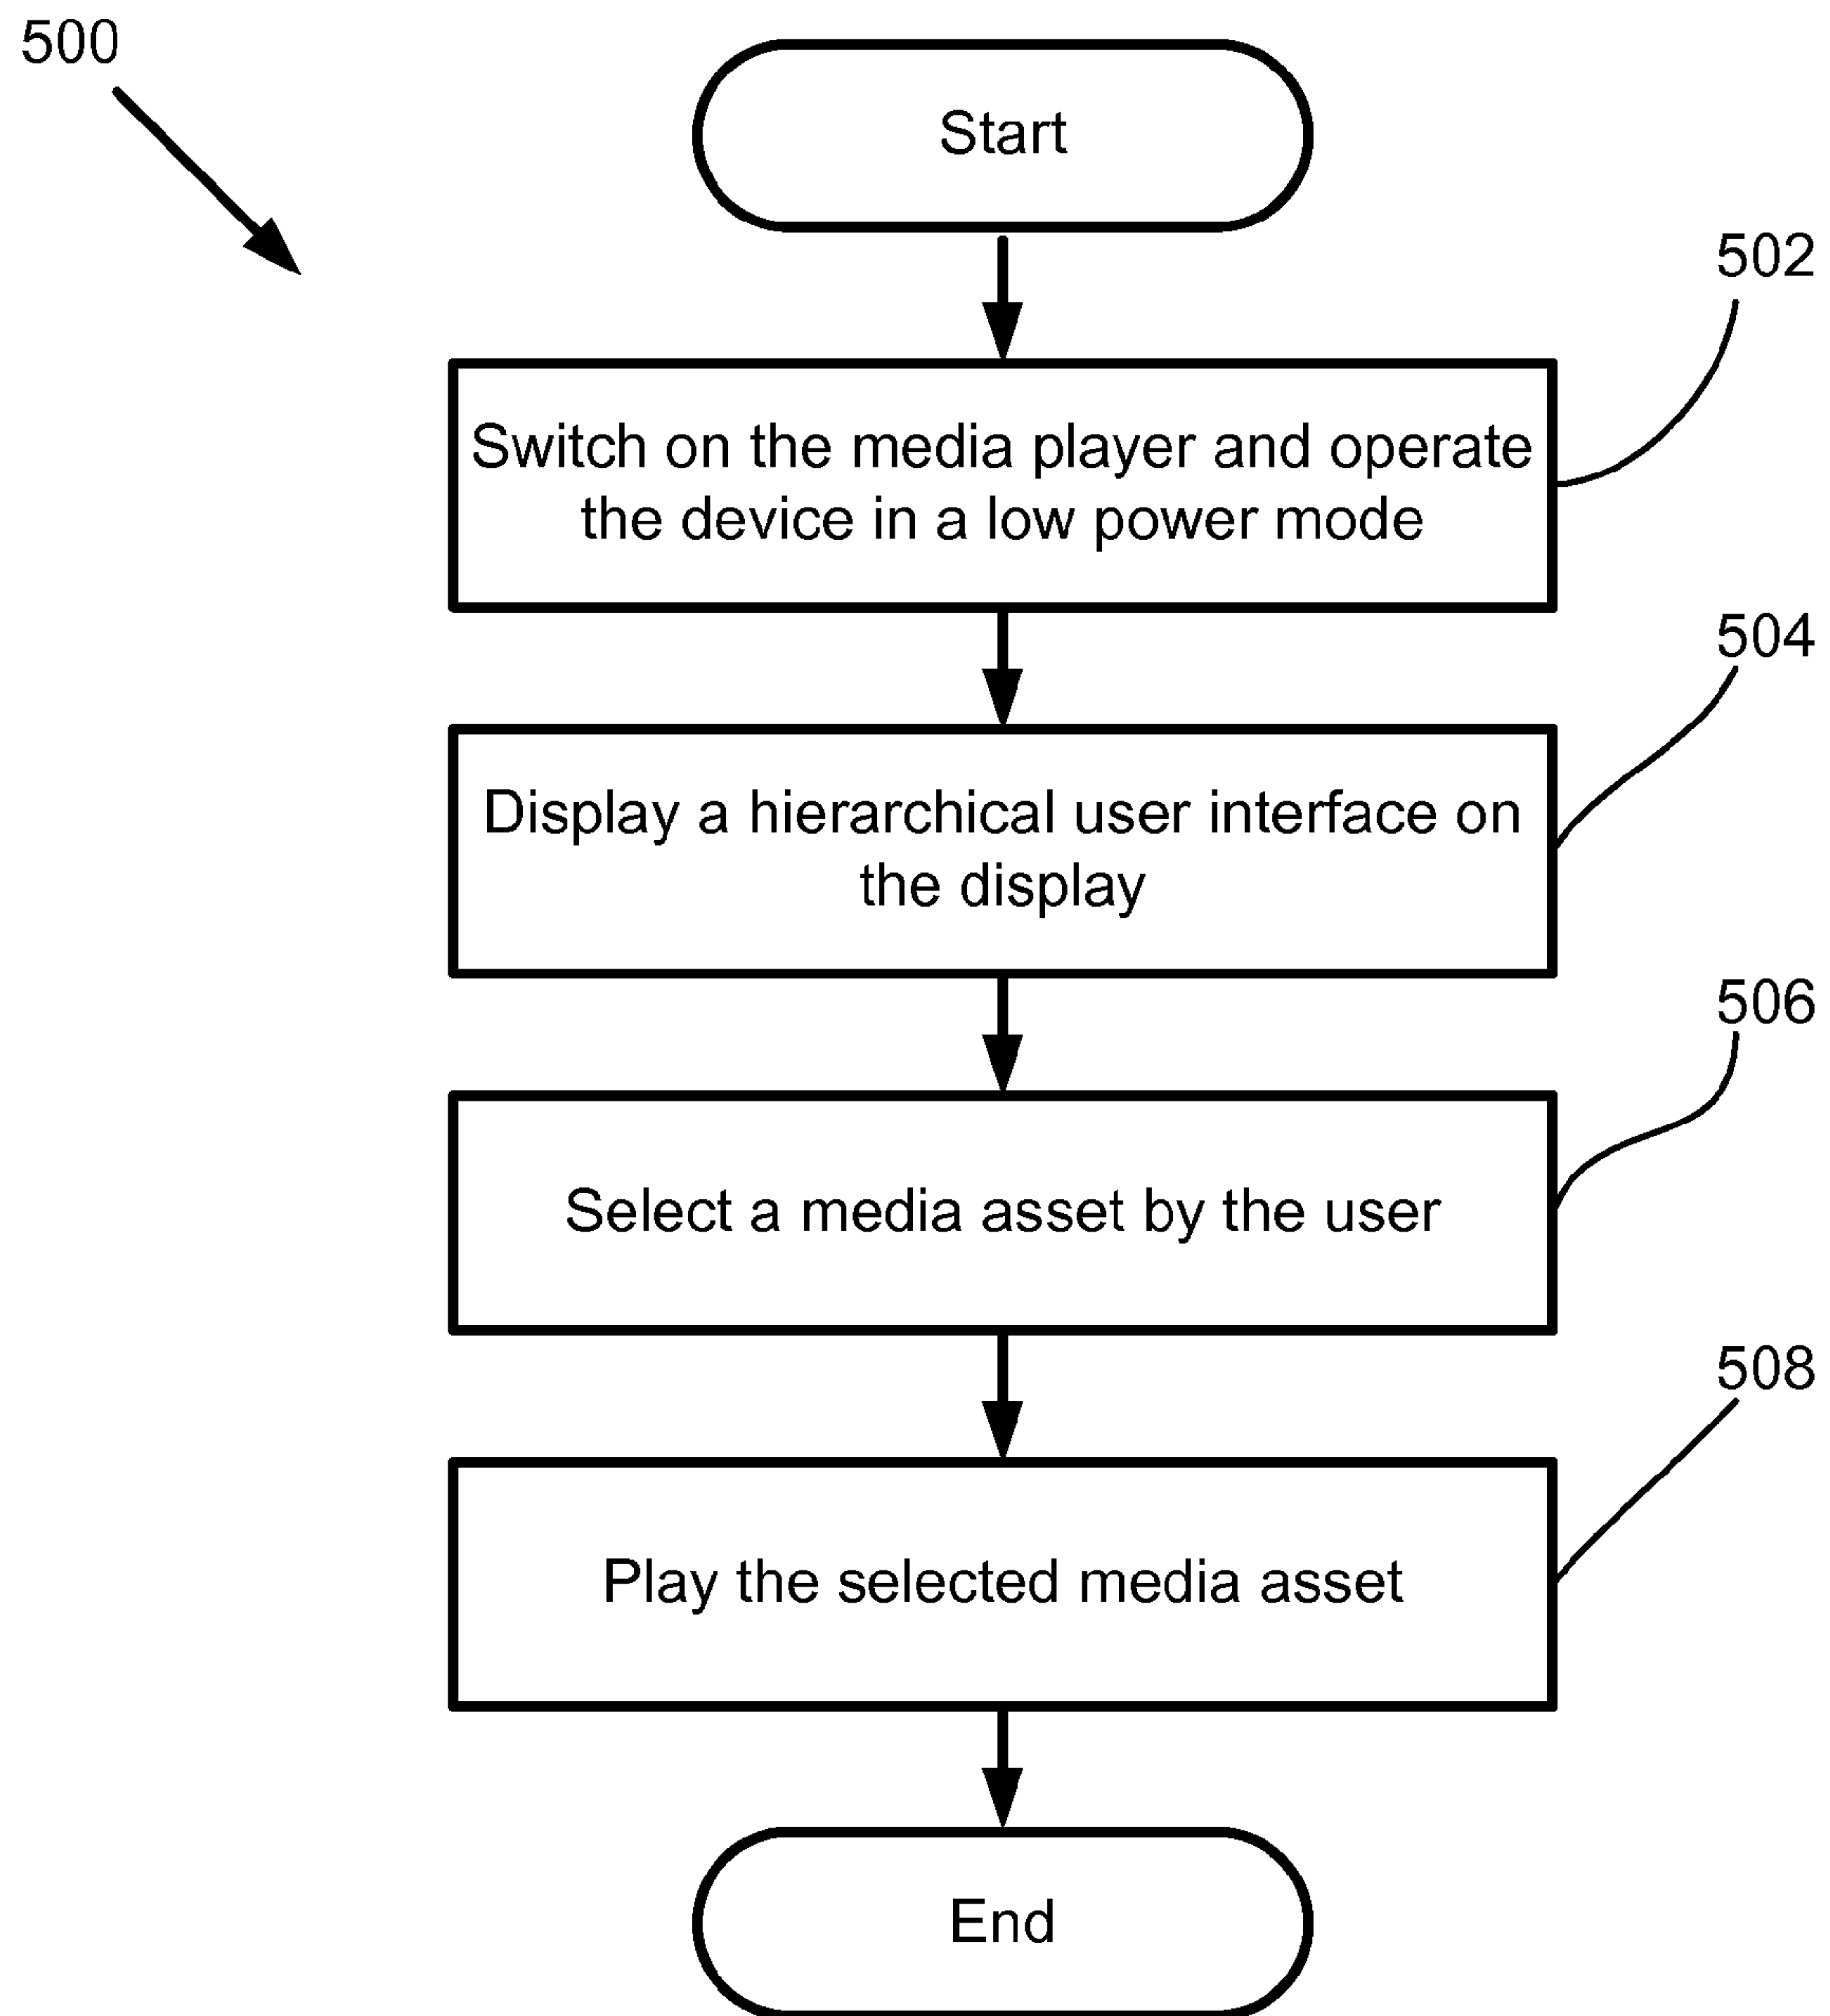 500
Start
502
Switch on the media player and operate
the device in a low power mode
504
Display a hierarchical user interface on
the display
506
Select a media asset by the user
508
Play the selected media asset
End